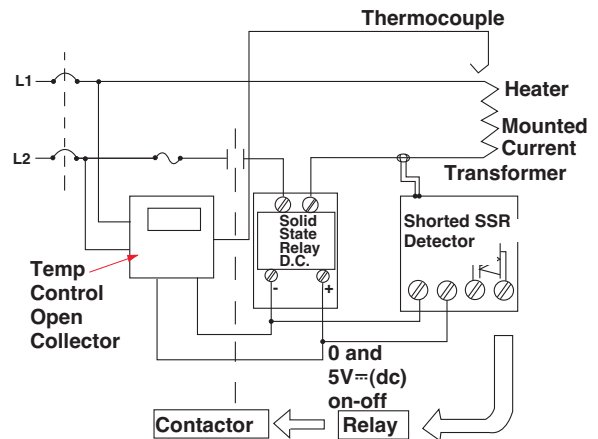 Thermocouple
L1
Heater
Mounted
Current
Transformer
L2
Solid
State
Relay
D.C.
- +
Shorted SSR
Detector
Temp
Control
Open
Collector
0 and
5V⎓(dc)
on-off
Contactor
Relay